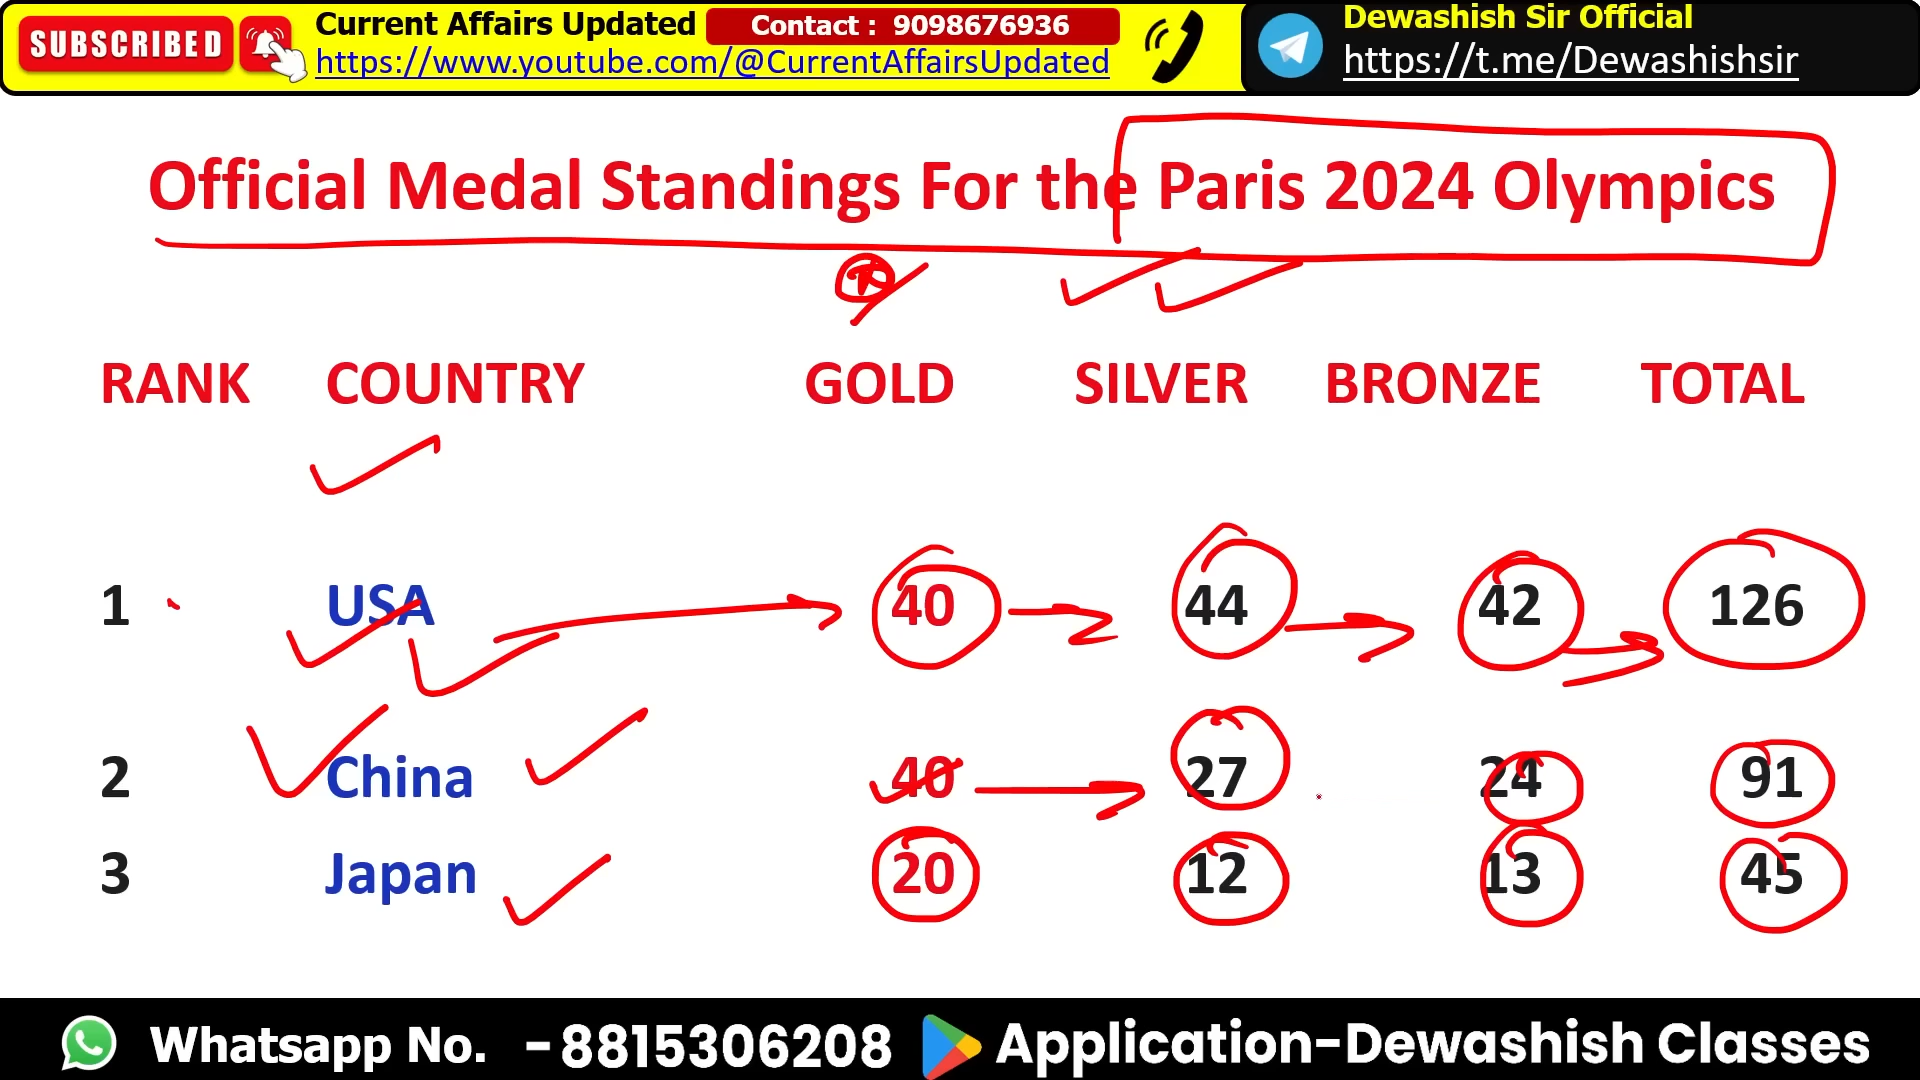 SUBSCRIBED
Current Affairs Updated
Contact : 9098676936
https://www.youtube.com/@CurrentAffairsUpdated
Dewashish Sir Official
https://t.me/Dewashishsir
Official Medal Standings For the Paris 2024 Olympics
RANK COUNTRY GOLD SILVER BRONZE TOTAL
1 USA 40 44 42 126
2 China 40 27 24 91
3 Japan 20 12 13 45
Whatsapp No. -8815306208 Application-Dewashish Classes